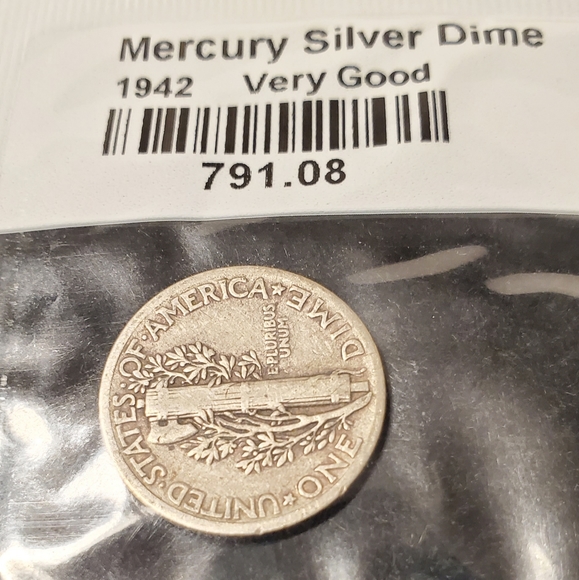 Mercury Silver Dime
1942 Very Good
791.08
UNITED·STATES·OF·AMERICA
E·PLURIBUS
UNUM
ONE DIME